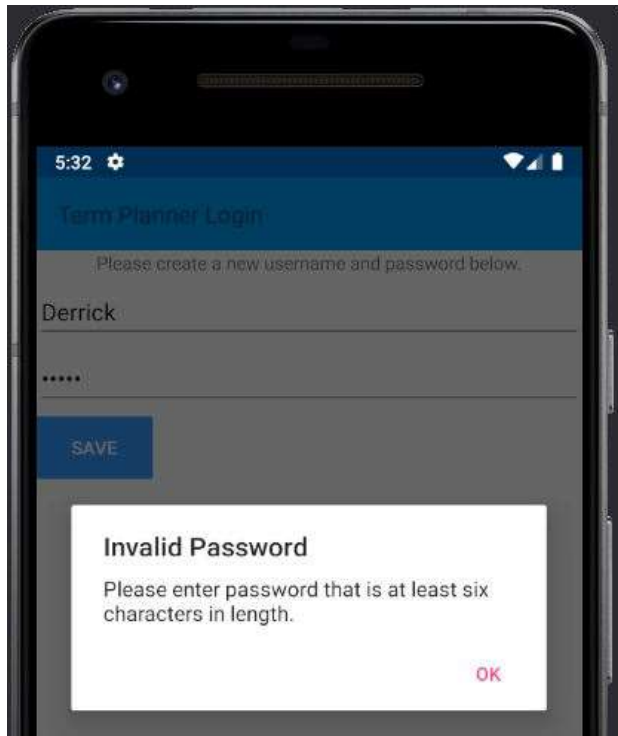 5:32
Term Planner Login
Please create a new username and password below.
Derrick
•••••
SAVE
Invalid Password
Please enter password that is at least six
characters in length.
OK